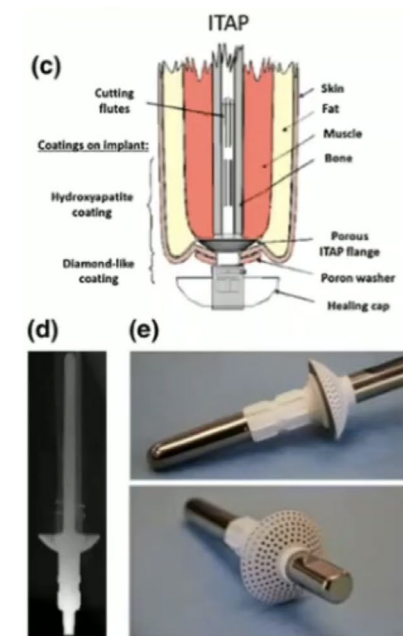 ITAP
(c)
Cutting
flutes
Coatings on implant:
Hydroxyapatite
coating
Diamond-like
coating
Skin
Fat
Muscle
Bone
Porous
ITAP flange
Poron washer
Healing cap
(d)
(e)